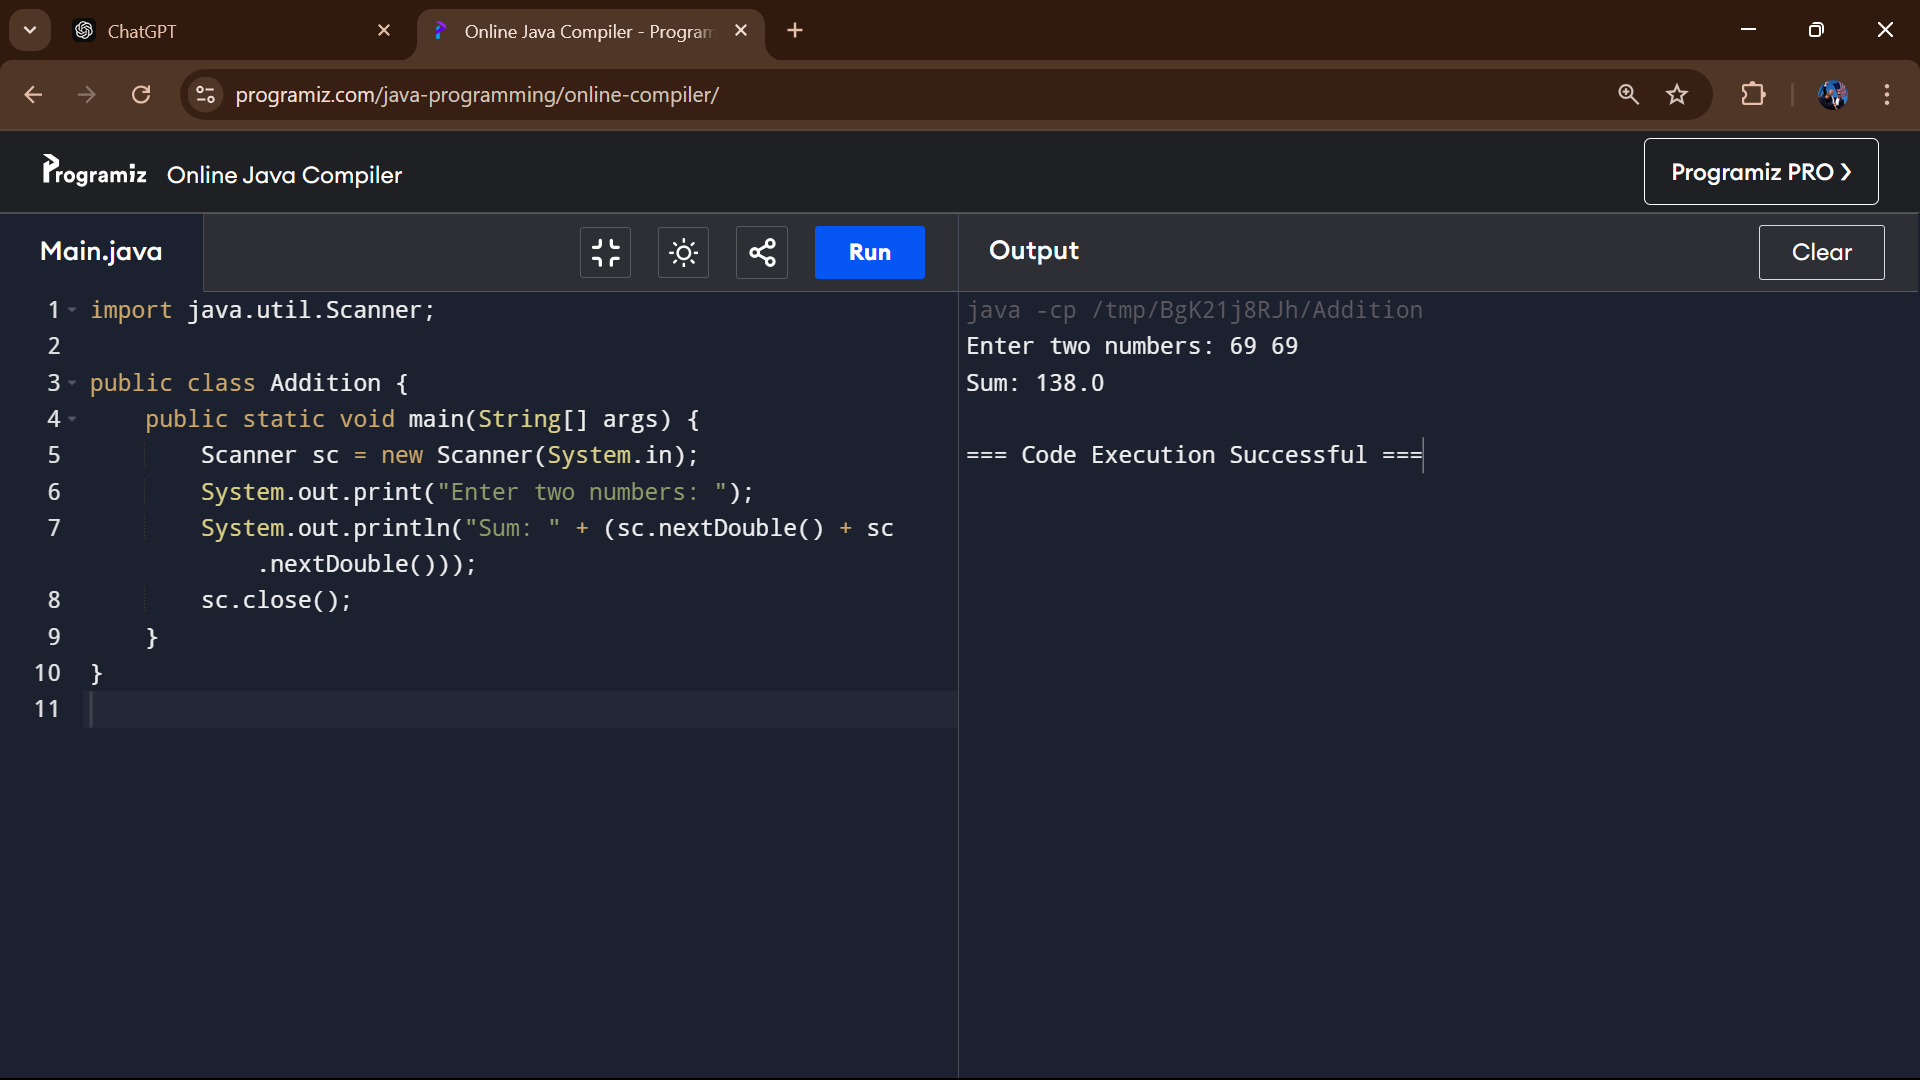 ChatGPT
Online Java Compiler - Program
programiz.com/java-programming/online-compiler/
Programiz Online Java Compiler
Programiz PRO ❯
Main.java
Run
Output
Clear
1 import java.util.Scanner;
2
3 public class Addition {
4     public static void main(String[] args) {
5         Scanner sc = new Scanner(System.in);
6         System.out.print("Enter two numbers: ");
7         System.out.println("Sum: " + (sc.nextDouble() + sc
            .nextDouble()));
8         sc.close();
9     }
10 }
11
java -cp /tmp/BgK21j8RJh/Addition
Enter two numbers: 69 69
Sum: 138.0
=== Code Execution Successful ===